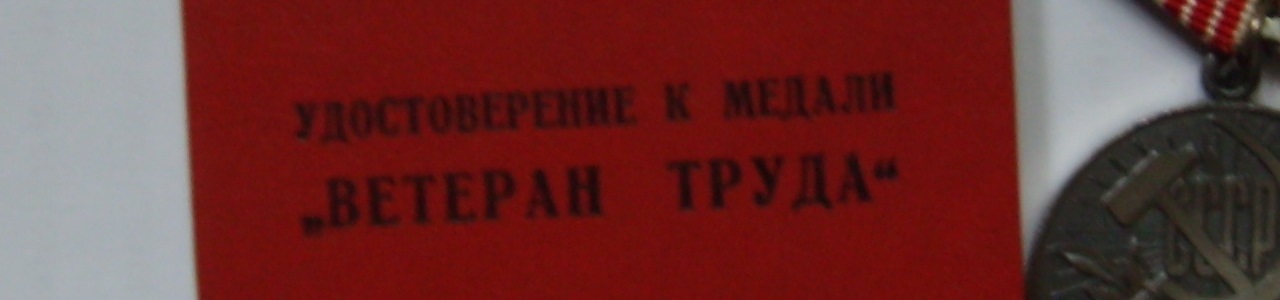 УДОСТОВЕРЕНИЕ К МЕДАЛИ
„ВЕТЕРАН ТРУДА“
СССР